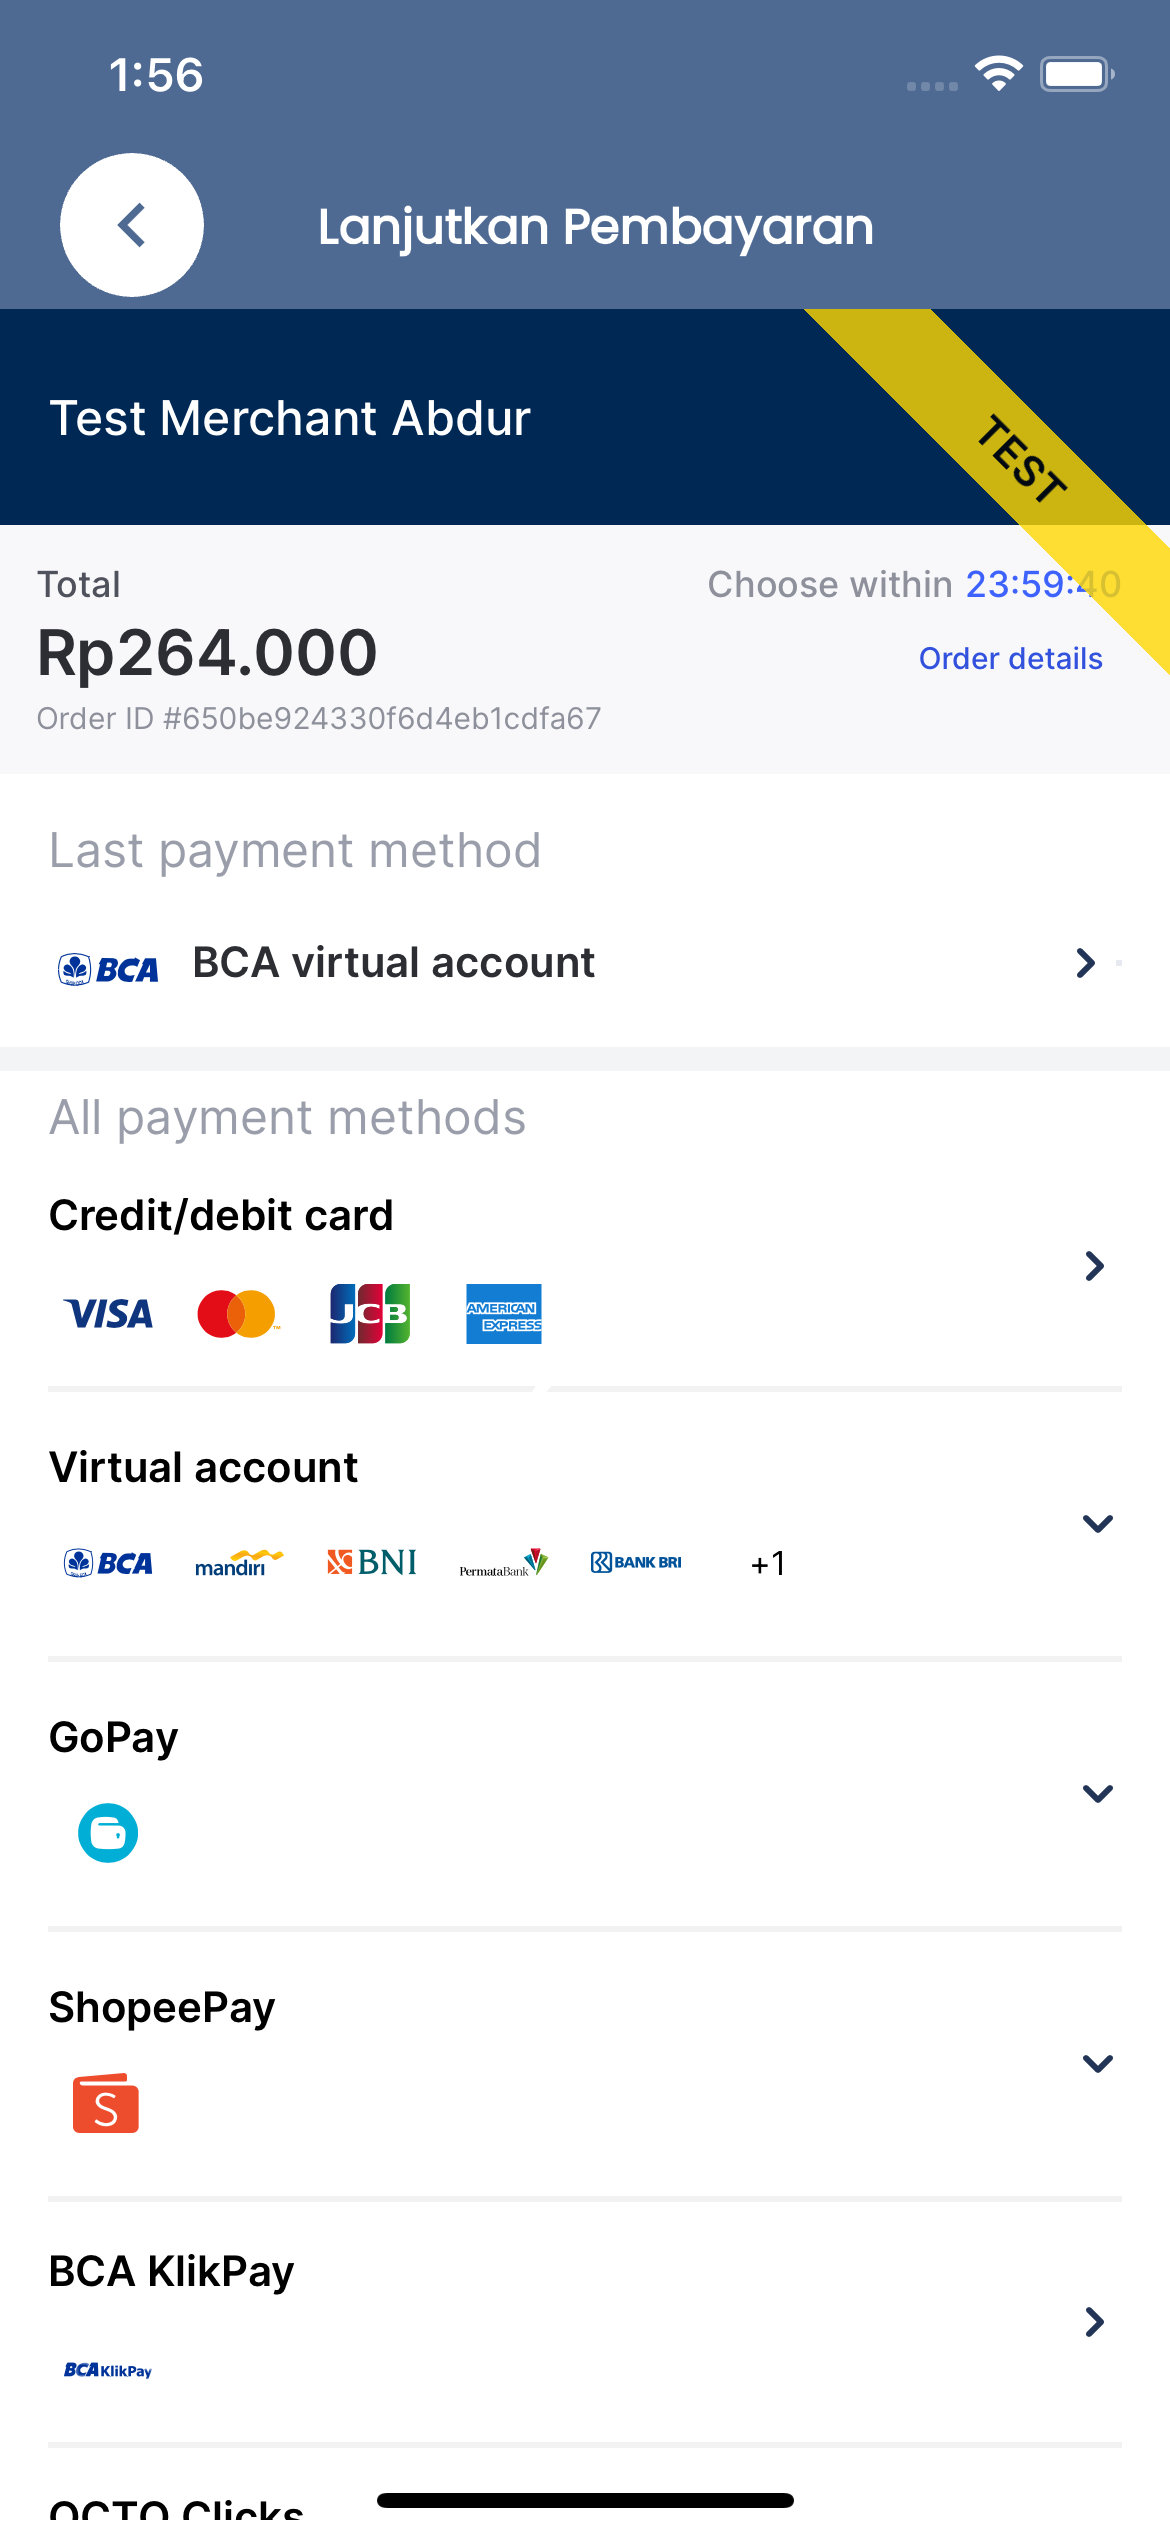 1:56
Lanjutkan Pembayaran
Test Merchant Abdur
TEST
Total
Choose within 23:59:40
Rp264.000
Order details
Order ID #650be924330f6d4eb1cdfa67
Last payment method
BCA BCA virtual account
All payment methods
Credit/debit card
VISA JCB AMERICAN EXPRESS
Virtual account
BCA mandiri BNI PermataBank BANK BRI +1
GoPay
ShopeePay
S
BCA KlikPay
BCA KlikPay
OCTO Clicks